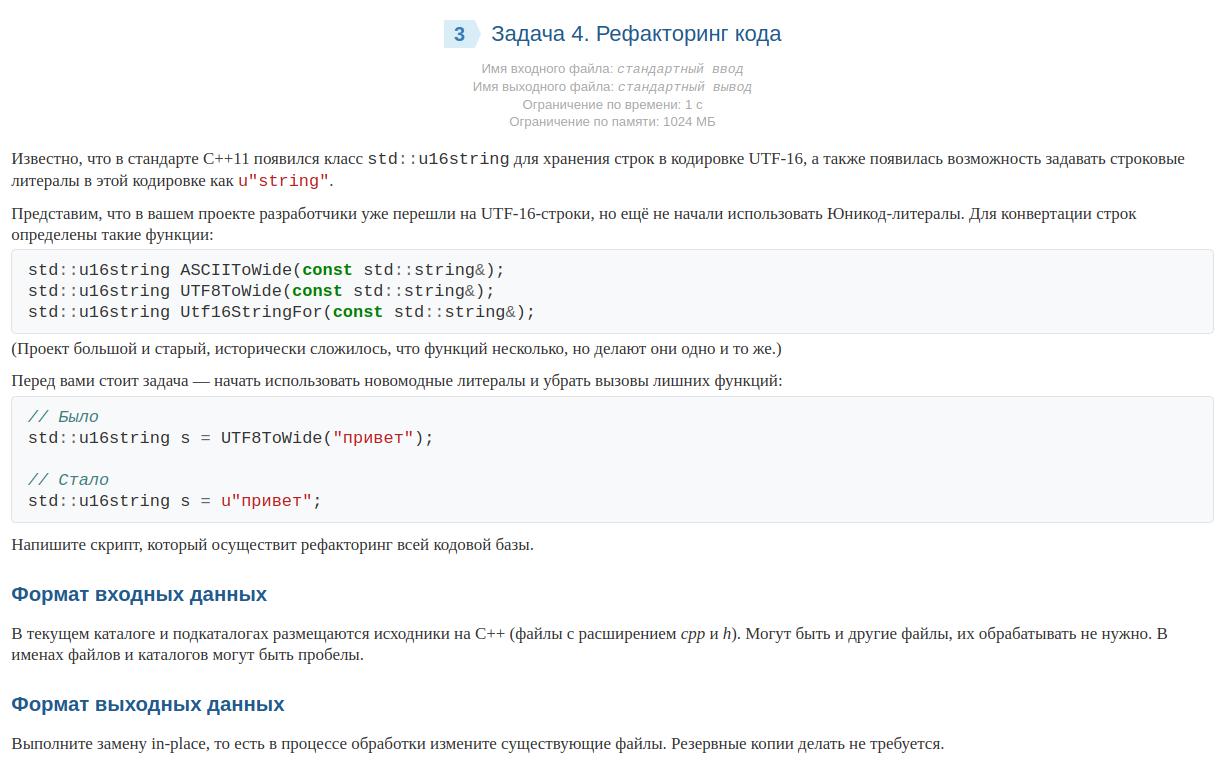 3 Задача 4. Рефакторинг кода
Имя входного файла: стандартный ввод
Имя выходного файла: стандартный вывод
Ограничение по времени: 1 с
Ограничение по памяти: 1024 МБ
Известно, что в стандарте C++11 появился класс std::u16string для хранения строк в кодировке UTF-16, а также появилась возможность задавать строковые
литералы в этой кодировке как u"string".
Представим, что в вашем проекте разработчики уже перешли на UTF-16-строки, но ещё не начали использовать Юникод-литералы. Для конвертации строк
определены такие функции:
std::u16string ASCIIToWide(const std::string&);
std::u16string UTF8ToWide(const std::string&);
std::u16string Utf16StringFor(const std::string&);
(Проект большой и старый, исторически сложилось, что функций несколько, но делают они одно и то же.)
Перед вами стоит задача — начать использовать новомодные литералы и убрать вызовы лишних функций:
// Было
std::u16string s = UTF8ToWide("привет");
// Стало
std::u16string s = u"привет";
Напишите скрипт, который осуществит рефакторинг всей кодовой базы.
Формат входных данных
В текущем каталоге и подкаталогах размещаются исходники на C++ (файлы с расширением cpp и h). Могут быть и другие файлы, их обрабатывать не нужно. В
именах файлов и каталогов могут быть пробелы.
Формат выходных данных
Выполните замену in-place, то есть в процессе обработки измените существующие файлы. Резервные копии делать не требуется.